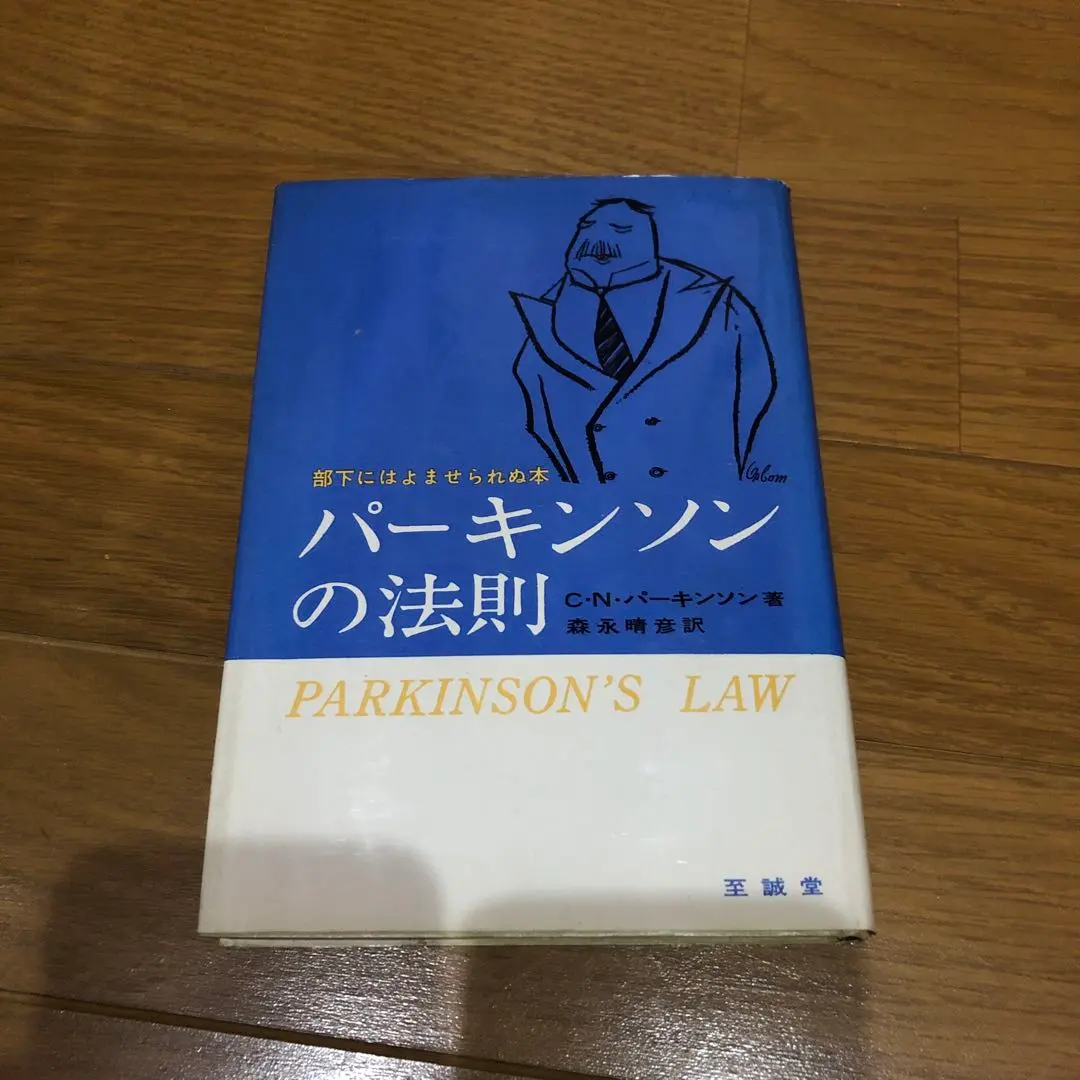 部下にはよませられぬ本
パーキンソン
の法則
C・N・パーキンソン著
森永晴彦訳
PARKINSON'S LAW
至誠堂